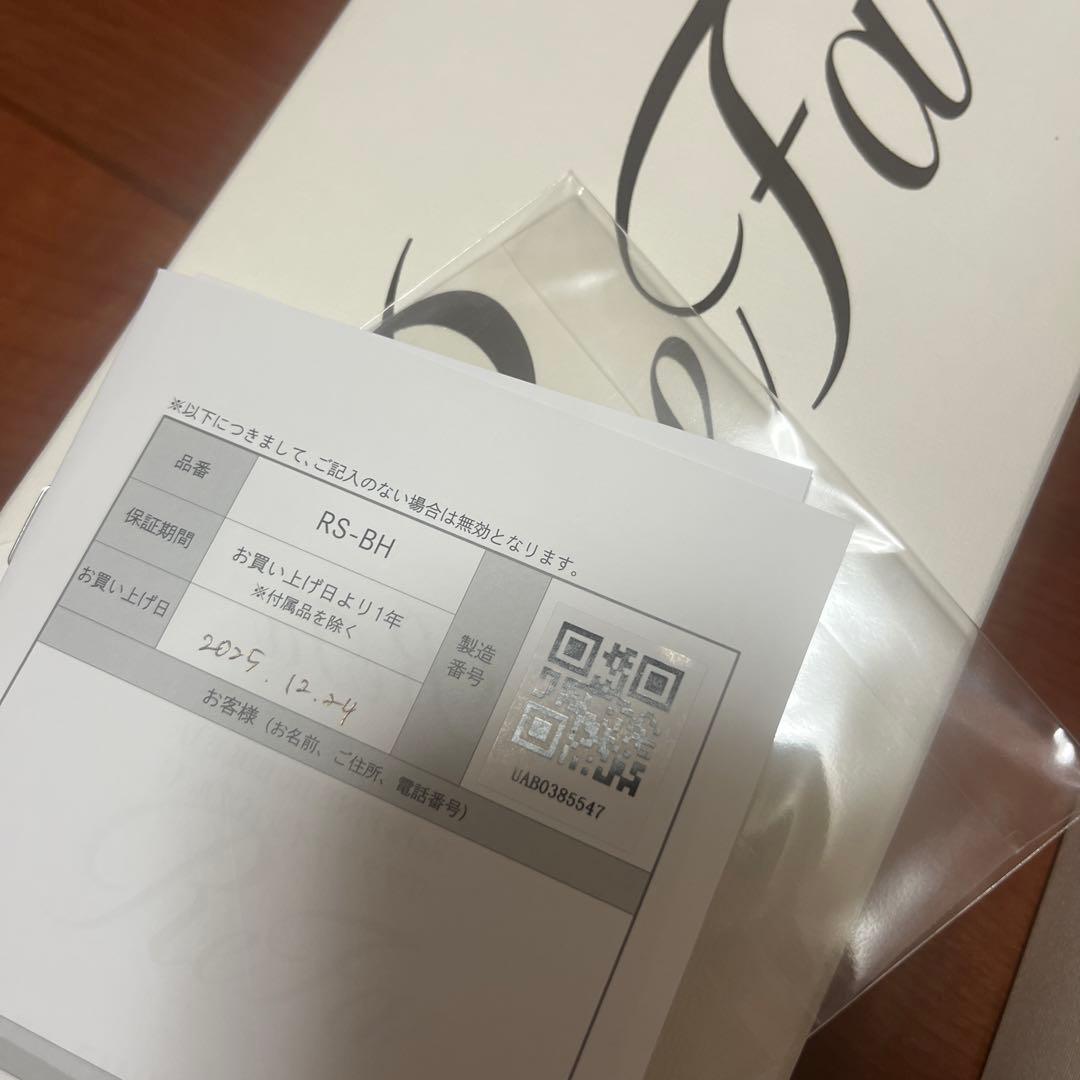 Fa
e
※以下につきまして、ご記入のない場合は無効となります。
品番
RS-BH
保証期間
お買い上げ日より1年
※付属品を除く
お買い上げ日
2025.12.24
製造
番号
UAB0385547
お客様（お名前、ご住所、電話番号）